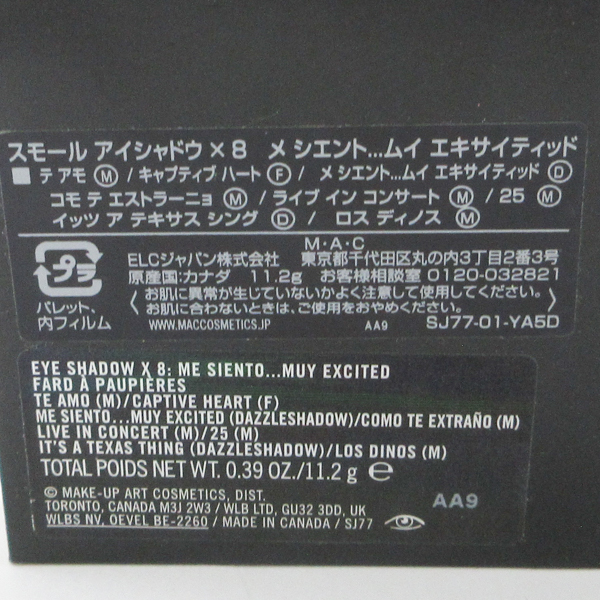 スモール アイシャドウ×8 メ シエント...ムイ エキサイティッド
■ テ アモ Ⓜ / キャプティブ ハート Ⓕ / メ シエント...ムイ エキサイティッド Ⓓ
コモ テ エストラーニョ Ⓜ / ライブ イン コンサート Ⓜ / 25 Ⓜ
イッツ ア テキサス シング Ⓓ / ロス ディノス Ⓜ
M・A・C
プラ
パレット、
内フィルム
ELCジャパン株式会社 東京都千代田区丸の内3丁目2番3号
原産国:カナダ 11.2g お客様相談室 0120-032821
〈お肌に異常が生じていないかよく注意して使用してください。
お肌に合わないときは、ご使用をおやめください。〉
WWW.MACCOSMETICS.JP AA9 SJ77-01-YA5D
EYE SHADOW X 8: ME SIENTO...MUY EXCITED
FARD À PAUPIÈRES
TE AMO (M)/CAPTIVE HEART (F)
ME SIENTO...MUY EXCITED (DAZZLESHADOW)/COMO TE EXTRAÑO (M)
LIVE IN CONCERT (M)/25 (M)
IT'S A TEXAS THING (DAZZLESHADOW)/LOS DINOS (M)
TOTAL POIDS NET WT. 0.39 OZ./11.2 g ℮
© MAKE-UP ART COSMETICS, DIST.
TORONTO, CANADA M3J 2W3 / WLB LTD, GU32 3DD, UK
WLBS NV, OEVEL BE-2260 / MADE IN CANADA / SJ77
AA9